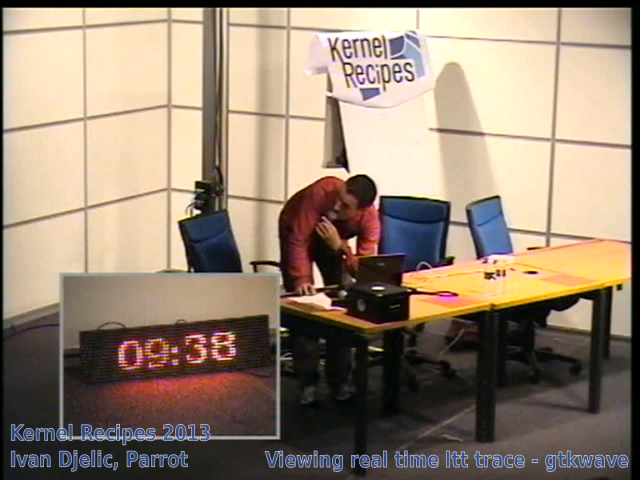 Kernel
Recipes
09:38
Kernel Recipes 2013
Ivan Djelic, Parrot
Viewing real time ltt trace - gtkwave